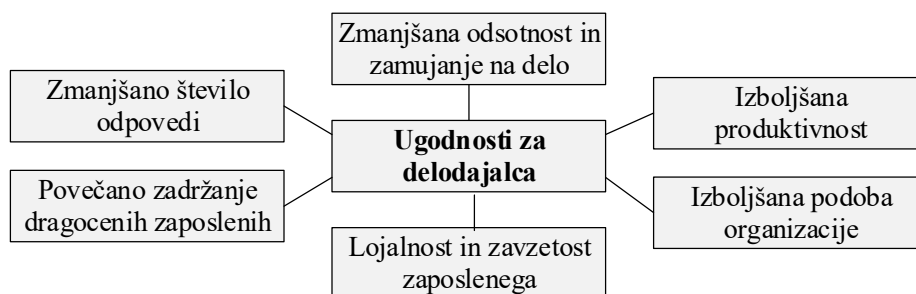 Zmanjšana odsotnost in
zamujanje na delo
Zmanjšano število
odpovedi
Izboljšana
produktivnost
Ugodnosti za
delodajalca
Povečano zadržanje
dragocenih zaposlenih
Izboljšana podoba
organizacije
Lojalnost in zavzetost
zaposlenega